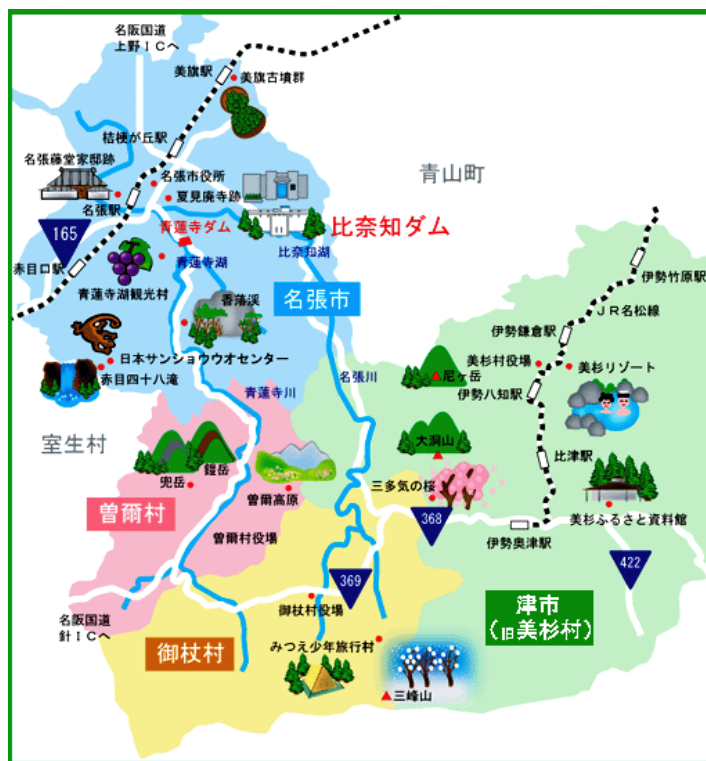 名阪国道
上野ＩＣへ
美旗駅
美旗古墳群
桔梗が丘駅
名張藤堂家邸跡
名張市役所
夏見廃寺跡
青山町
名張駅
青蓮寺ダム
比奈知ダム
165
比奈知湖
赤目口駅
青蓮寺湖
伊勢竹原駅
青蓮寺湖観光村
香落渓
名張市
ＪＲ名松線
伊勢鎌倉駅
日本サンショウウオセンター
美杉村役場
美杉リゾート
赤目四十八滝
名張川
尼ヶ岳
伊勢八知駅
青蓮寺川
室生村
大洞山
比津駅
鎧岳
兜岳
曽爾高原
三多気の桜
曽爾村
368
美杉ふるさと資料館
曽爾村役場
伊勢奥津駅
422
369
名阪国道
針ＩＣへ
御杖村役場
津市
（旧美杉村）
御杖村
みつえ少年旅行村
三峰山